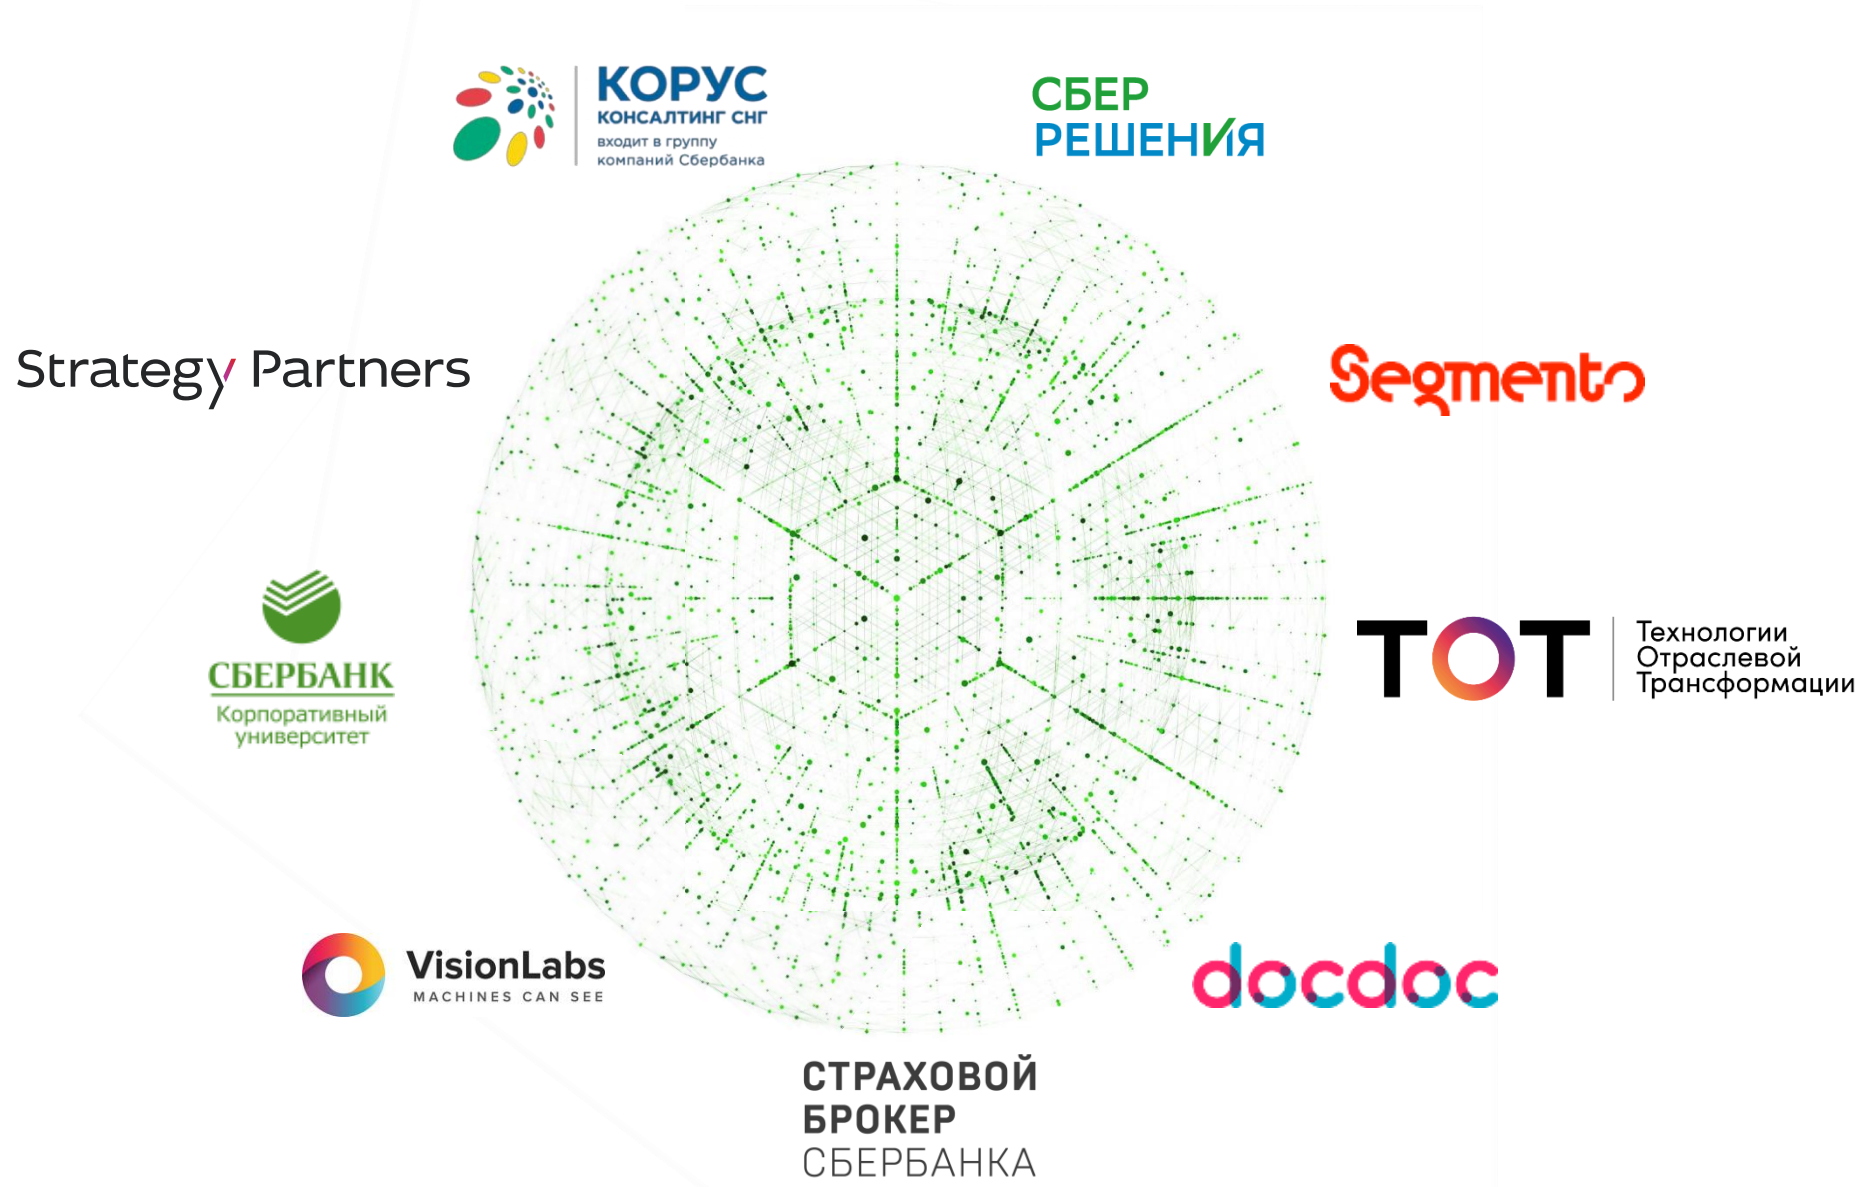 КОРУС
КОНСАЛТИНГ СНГ
входит в группу
компаний Сбербанка
СБЕР
РЕШЕНИЯ
Strategy Partners
Segmento
СБЕРБАНК
Корпоративный
университет
ТОТ
Технологии
Отраслевой
Трансформации
VisionLabs
MACHINES CAN SEE
docdoc
СТРАХОВОЙ
БРОКЕР
СБЕРБАНКА